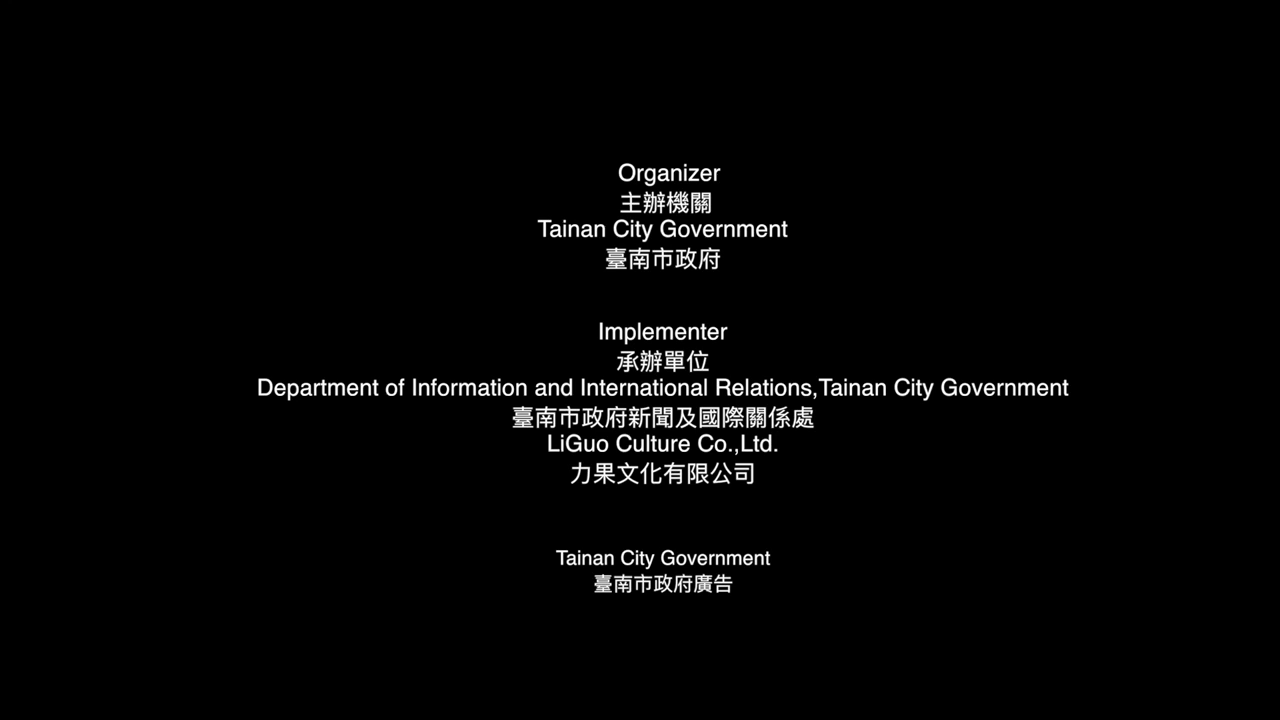 Organizer
主辦機關
Tainan City Government
臺南市政府
Implementer
承辦單位
Department of Information and International Relations,Tainan City Government
臺南市政府新聞及國際關係處
LiGuo Culture Co.,Ltd.
力果文化有限公司
Tainan City Government
臺南市政府廣告